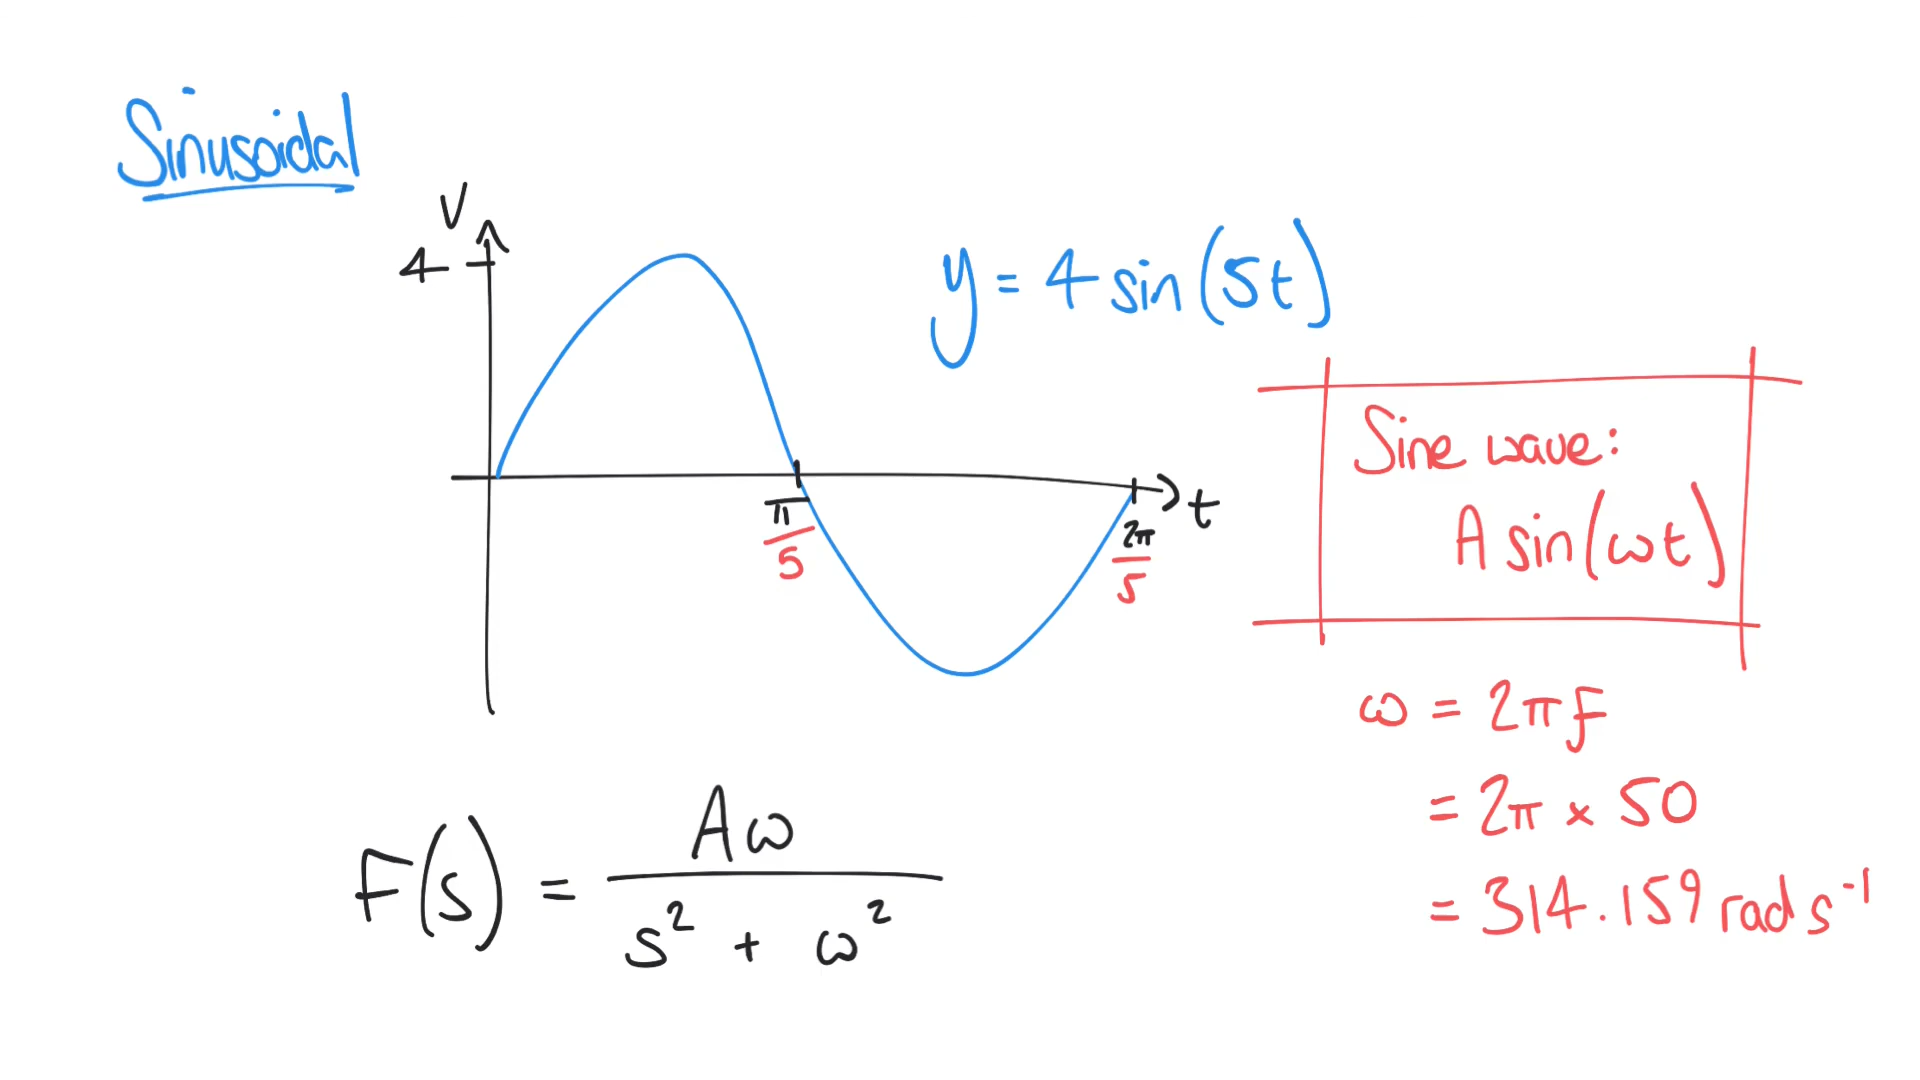 Sinusoidal
V
4
y = 4 sin(5t)
t
π/5
2π/5
Sine wave:
A sin(ωt)
ω = 2πf
= 2π × 50
= 314.159 rad s⁻¹
F(s) = Aω / s² + ω²